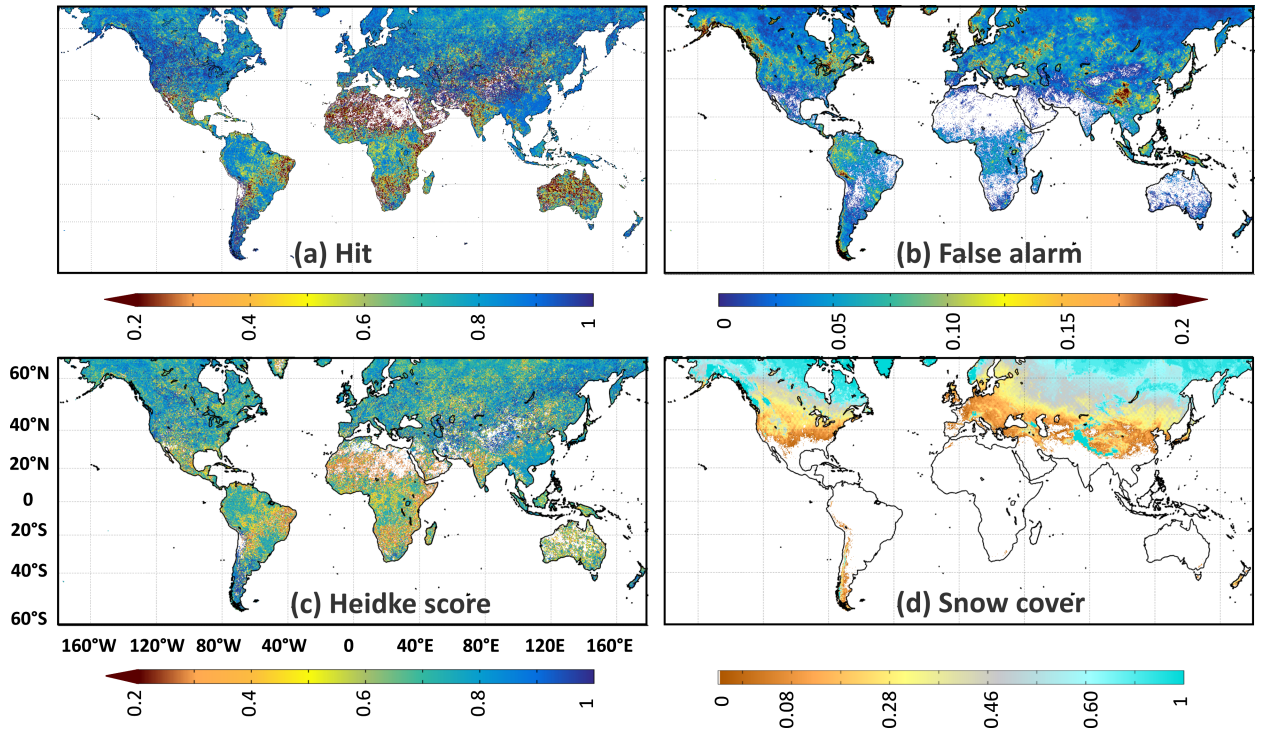 (a) Hit
(b) False alarm
0.2 0.4 0.6 0.8 1
0 0.05 0.10 0.15 0.2
60°N
40°N
20°N
0
20°S
40°S
60°S
(c) Heidke score
(d) Snow cover
160°W 120°W 80°W 40°W 0 40°E 80°E 120E 160°E
0.2 0.4 0.6 0.8 1
0 0.08 0.28 0.46 0.60 1